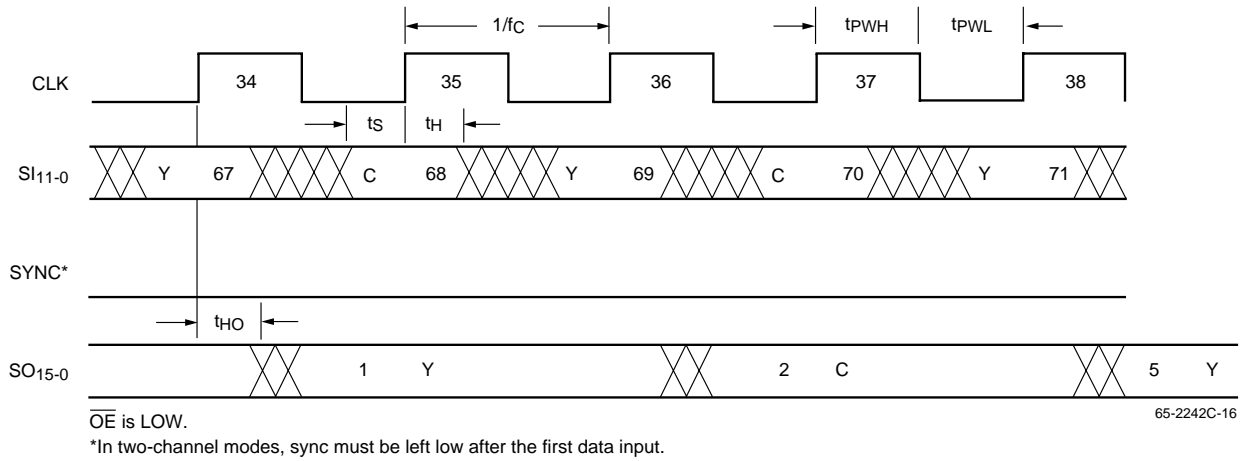 1/fC tPWH tPWL
CLK 34 35 36 37 38
tS tH
SI11-0 Y 67 C 68 Y 69 C 70 Y 71
SYNC*
tHO
SO15-0 1 Y 2 C 5 Y
OE is LOW.
65-2242C-16
*In two-channel modes, sync must be left low after the first data input.